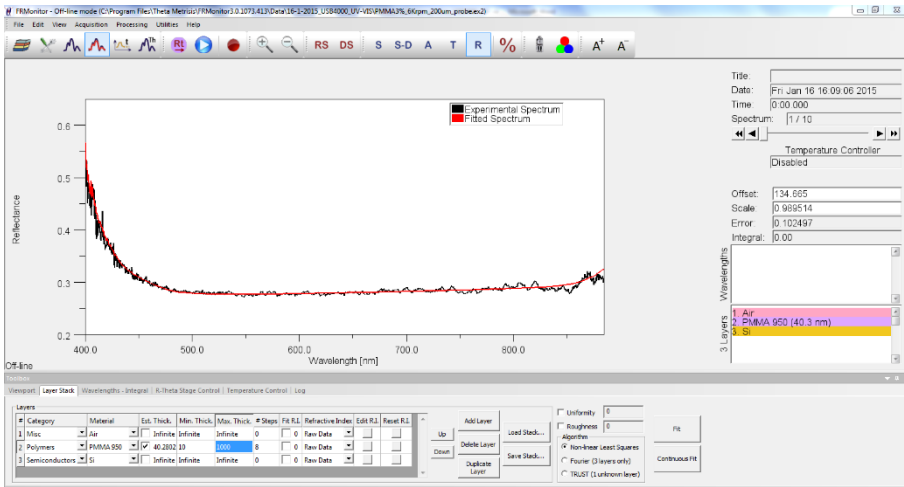 FRMonitor - Off-line mode (C:\Program Files\Theta Metrisis\FRMonitor3.0.1073.413\Data\16-1-2015_USB4000_UV-VIS\PMMA3%_6Krpm_200um_probe.ex2)
File Edit View Acquisition Processing Utilities Help
Th
Rt
RS DS S S-D A T R % A+ A-
Experimental Spectrum
Fitted Spectrum
0.6
0.5
0.4
0.3
0.2
Reflectance
400.0 500.0 600.0 700.0 800.0
Wavelength [nm]
Off-line
Title:
Date: Fri Jan 16 16:09:06 2015
Time: 0:00.000
Spectrum: 1 / 10
Temperature Controller
Disabled
Offset: 134.665
Scale: 0.989514
Error: 0.102497
Integral: 0.00
Wavelengths
3 Layers
1. Air
2. PMMA 950 (40.3 nm)
3. Si
Toolbox
Viewport Layer Stack Wavelengths - Integral R-Theta Stage Control Temperature Control Log
Layers
# Category Material Est. Thick. Min. Thick. Max. Thick. # Steps Fit R.I. Refractive Index Edit R.I. Reset R.I.
1 Misc Air Infinite Infinite Infinite 0 0 Raw Data
2 Polymers PMMA 950 40.2802 10 1000 8 0 Raw Data
3 Semiconductors Si Infinite Infinite Infinite 0 0 Raw Data
Up
Down
Add Layer
Delete Layer
Duplicate Layer
Load Stack...
Save Stack...
Uniformity 0
Roughness 0
Algorithm
Non-linear Least Squares
Fourier (3 layers only)
TRUST (1 unknown layer)
Fit
Continuous Fit